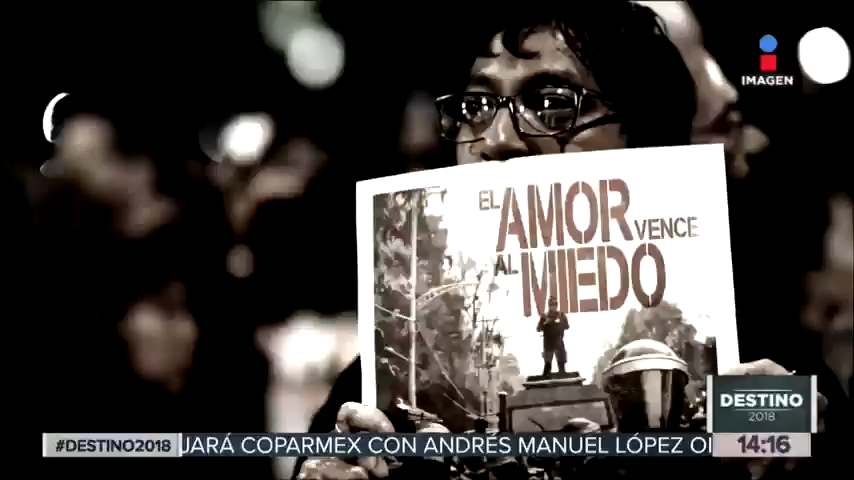 IMAGEN
EL
AMOR
VENCE
AL
MIEDO
DESTINO
2018
#DESTINO2018
JARÁ COPARMEX CON ANDRÉS MANUEL LÓPEZ
14:16